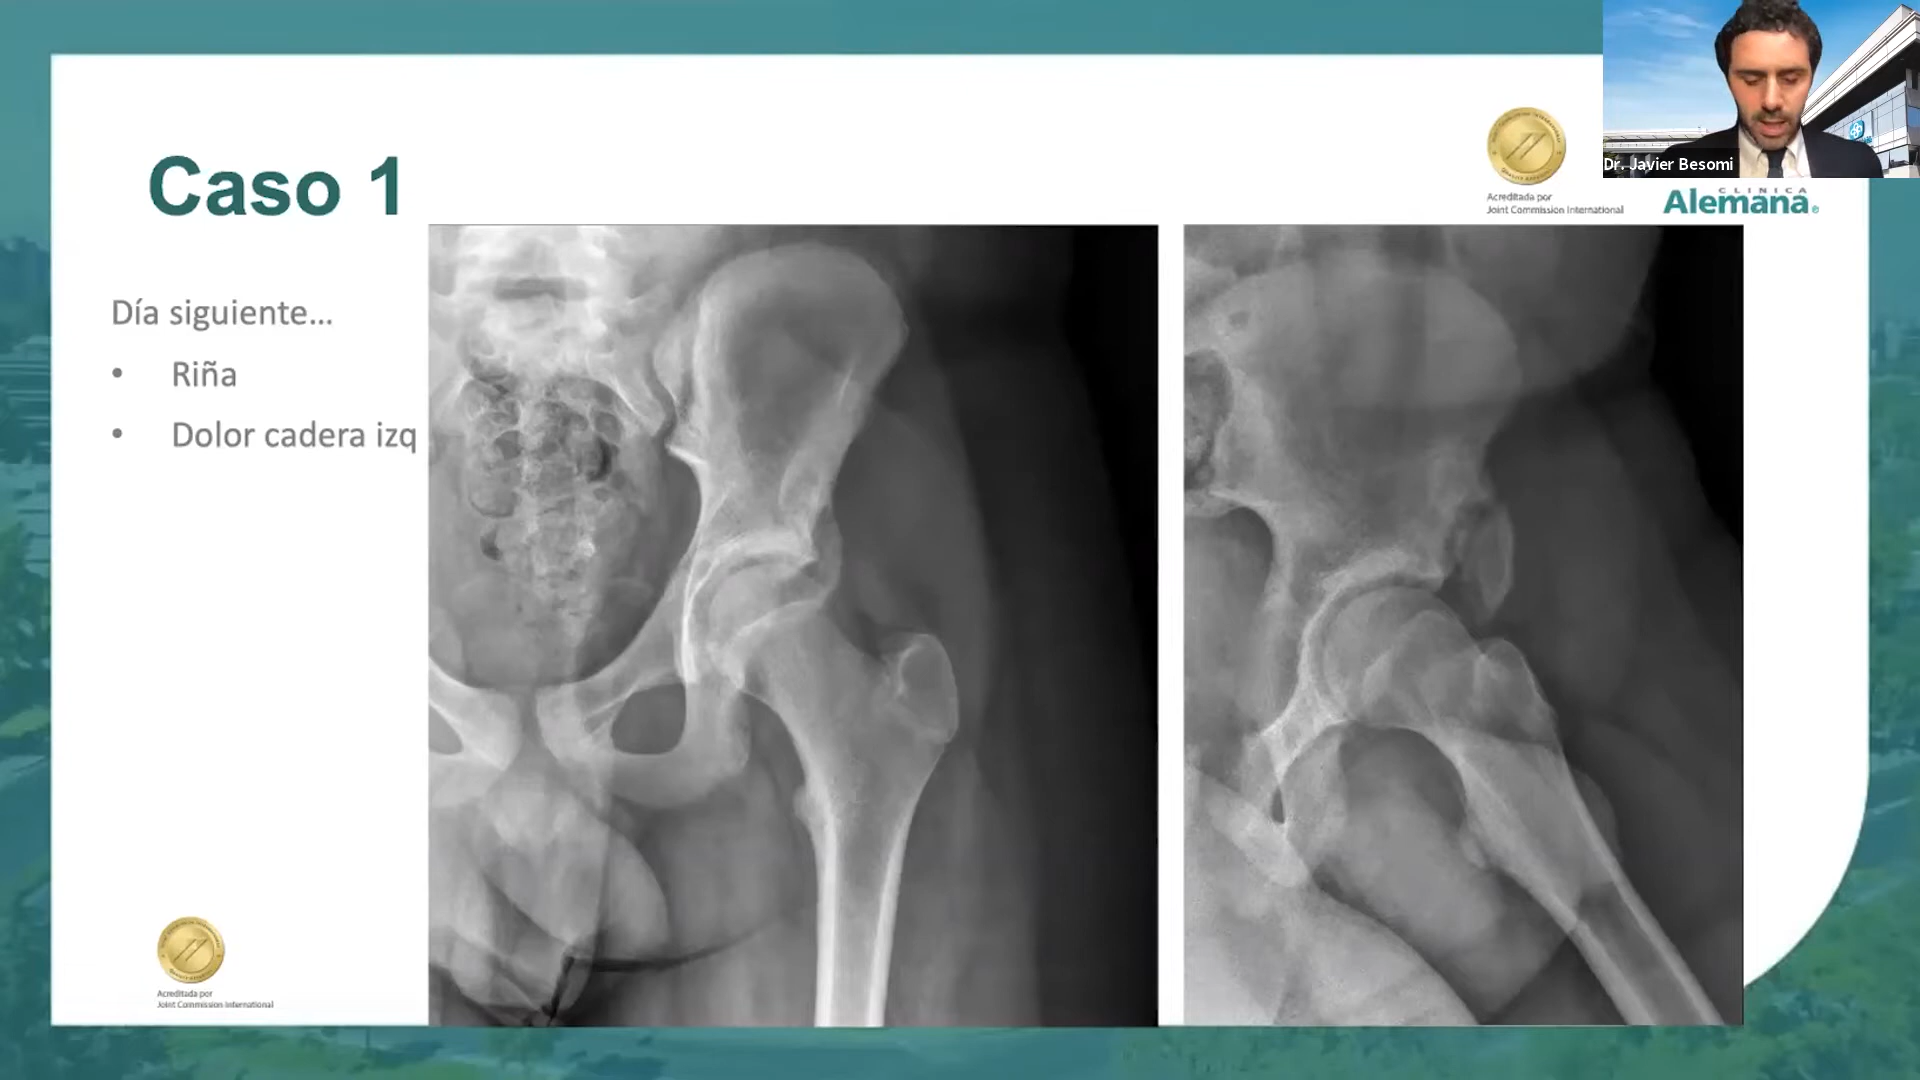 Caso 1
Día siguiente...
• Riña
• Dolor cadera izq
Acreditada por
Joint Commission International
CLINICA
Alemana®
Dr. Javier Besomi
Acreditada por
Joint Commission International